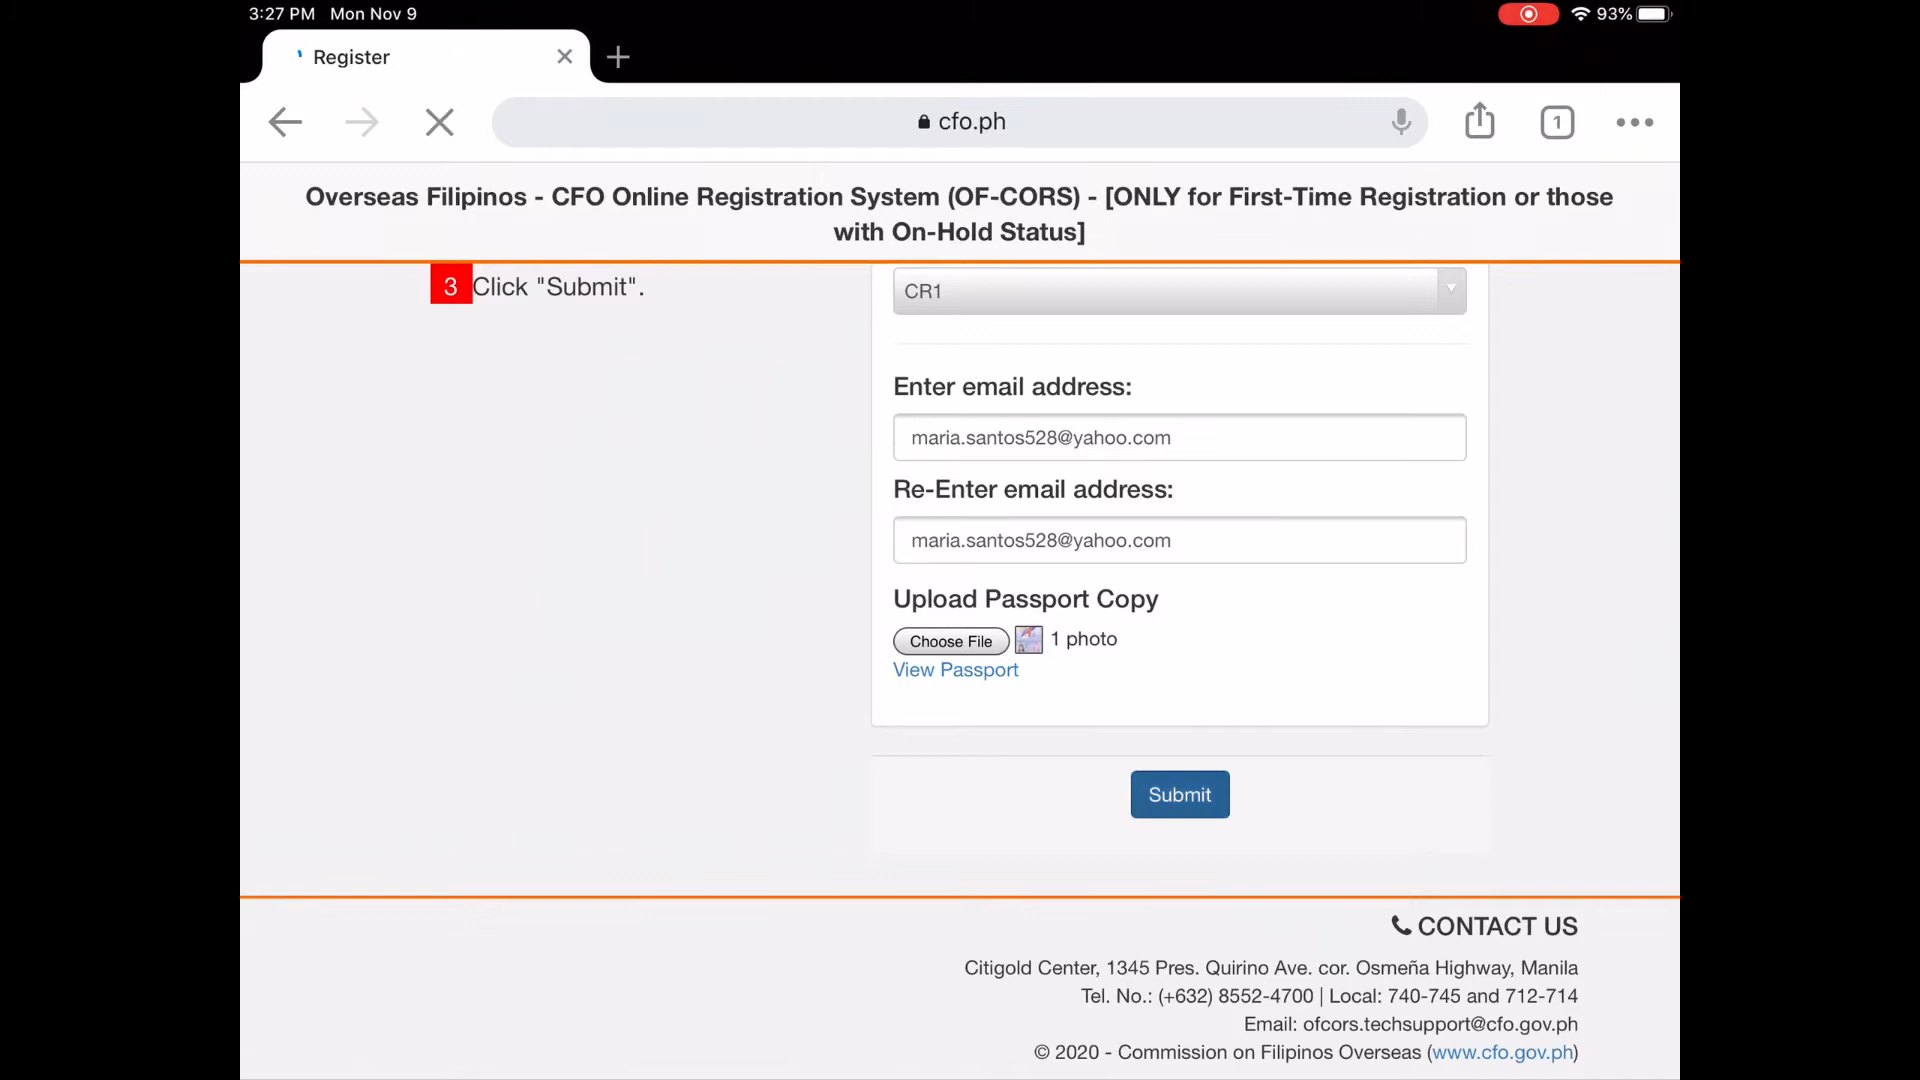 3:27 PM Mon Nov 9
93%
Register
cfo.ph
1
Overseas Filipinos - CFO Online Registration System (OF-CORS) - [ONLY for First-Time Registration or those
with On-Hold Status]
3 Click "Submit".
CR1
Enter email address:
maria.santos528@yahoo.com
Re-Enter email address:
maria.santos528@yahoo.com
Upload Passport Copy
Choose File 1 photo
View Passport
Submit
CONTACT US
Citigold Center, 1345 Pres. Quirino Ave. cor. Osmeña Highway, Manila
Tel. No.: (+632) 8552-4700 | Local: 740-745 and 712-714
Email: ofcors.techsupport@cfo.gov.ph
© 2020 - Commission on Filipinos Overseas (www.cfo.gov.ph)